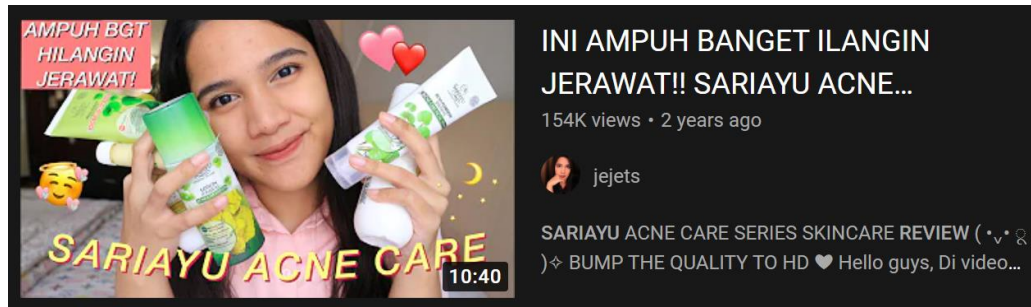 AMPUH BGT
HILANGIN
JERAWAT!
SARIAYU ACNE CARE
10:40
INI AMPUH BANGET ILANGIN
JERAWAT!! SARIAYU ACNE...
154K views • 2 years ago
jejets
SARIAYU ACNE CARE SERIES SKINCARE REVIEW ( •ᵥ•
)✧ BUMP THE QUALITY TO HD ♥ Hello guys, Di video...